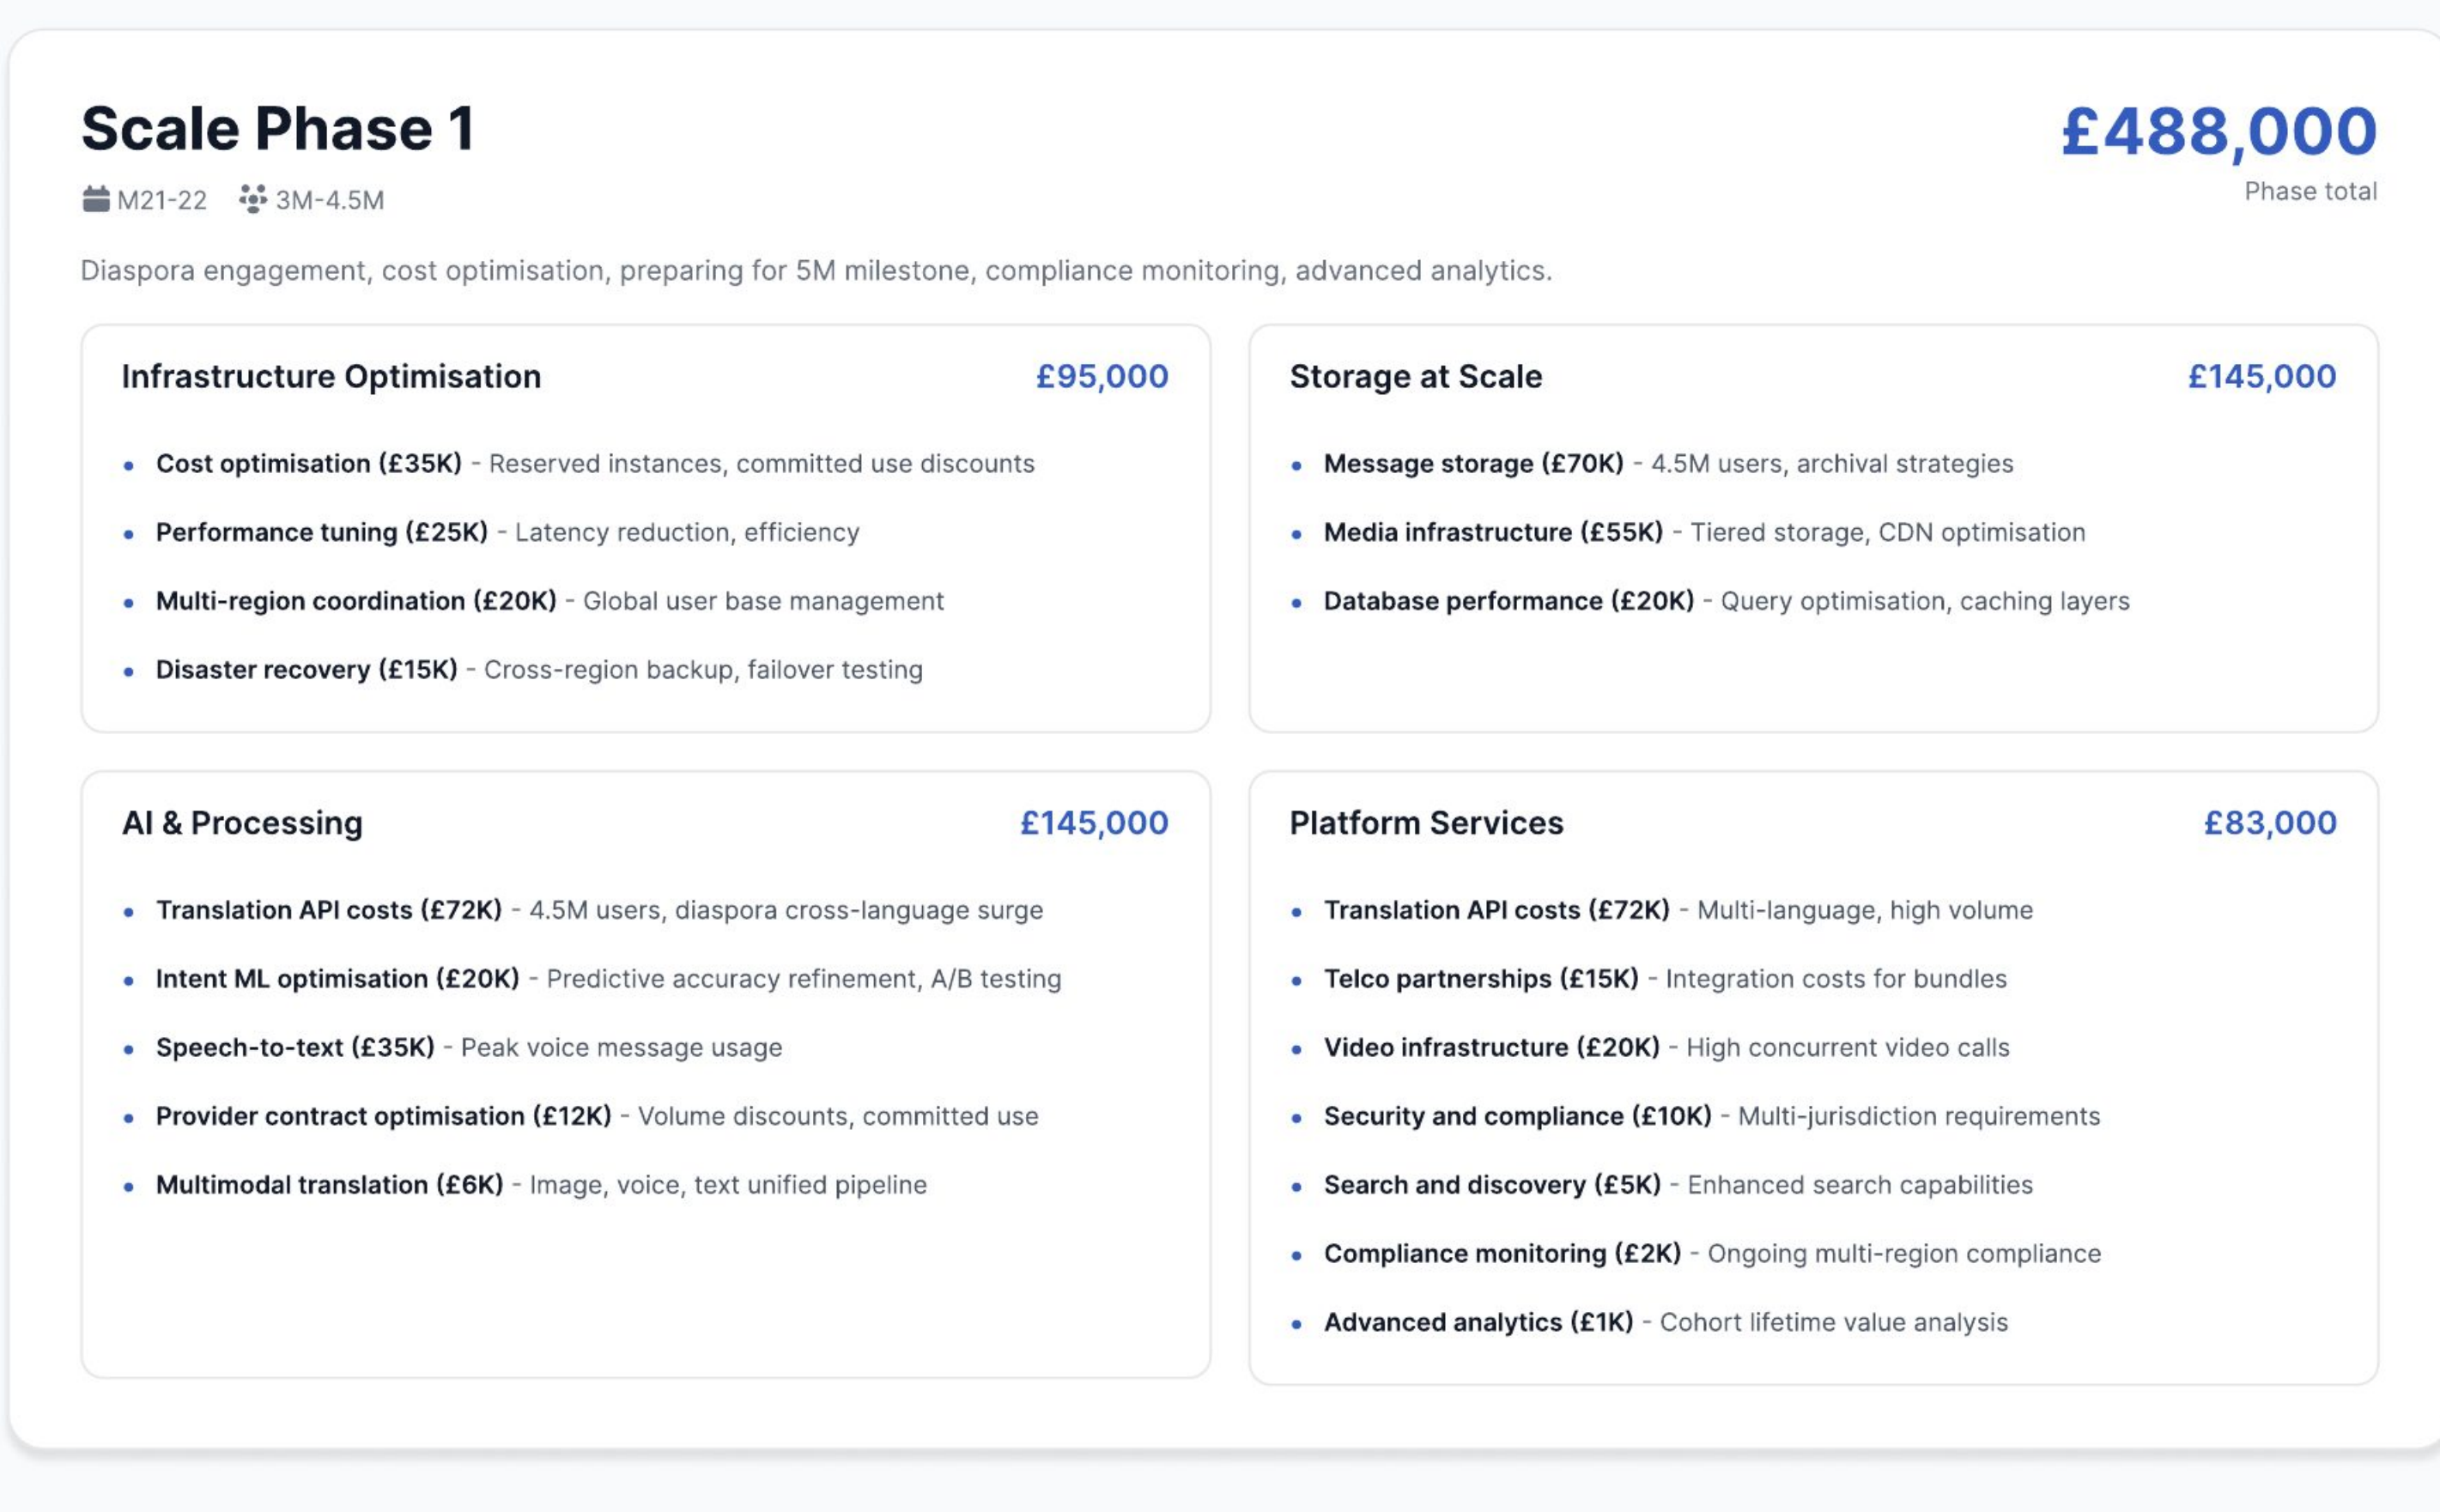 Scale Phase 1
£488,000
M21-22 3M-4.5M
Phase total
Diaspora engagement, cost optimisation, preparing for 5M milestone, compliance monitoring, advanced analytics.
Infrastructure Optimisation £95,000
• Cost optimisation (£35K) - Reserved instances, committed use discounts
• Performance tuning (£25K) - Latency reduction, efficiency
• Multi-region coordination (£20K) - Global user base management
• Disaster recovery (£15K) - Cross-region backup, failover testing
Storage at Scale £145,000
• Message storage (£70K) - 4.5M users, archival strategies
• Media infrastructure (£55K) - Tiered storage, CDN optimisation
• Database performance (£20K) - Query optimisation, caching layers
AI & Processing £145,000
• Translation API costs (£72K) - 4.5M users, diaspora cross-language surge
• Intent ML optimisation (£20K) - Predictive accuracy refinement, A/B testing
• Speech-to-text (£35K) - Peak voice message usage
• Provider contract optimisation (£12K) - Volume discounts, committed use
• Multimodal translation (£6K) - Image, voice, text unified pipeline
Platform Services £83,000
• Translation API costs (£72K) - Multi-language, high volume
• Telco partnerships (£15K) - Integration costs for bundles
• Video infrastructure (£20K) - High concurrent video calls
• Security and compliance (£10K) - Multi-jurisdiction requirements
• Search and discovery (£5K) - Enhanced search capabilities
• Compliance monitoring (£2K) - Ongoing multi-region compliance
• Advanced analytics (£1K) - Cohort lifetime value analysis